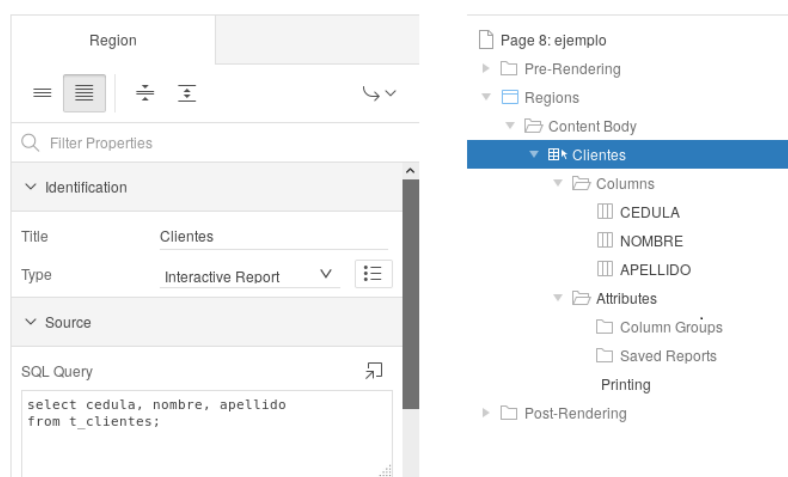 Region
Filter Properties
Identification
Title Clientes
Type Interactive Report
Source
SQL Query
select cedula, nombre, apellido
from t_clientes;
Page 8: ejemplo
Pre-Rendering
Regions
Content Body
Clientes
Columns
CEDULA
NOMBRE
APELLIDO
Attributes
Column Groups
Saved Reports
Printing
Post-Rendering